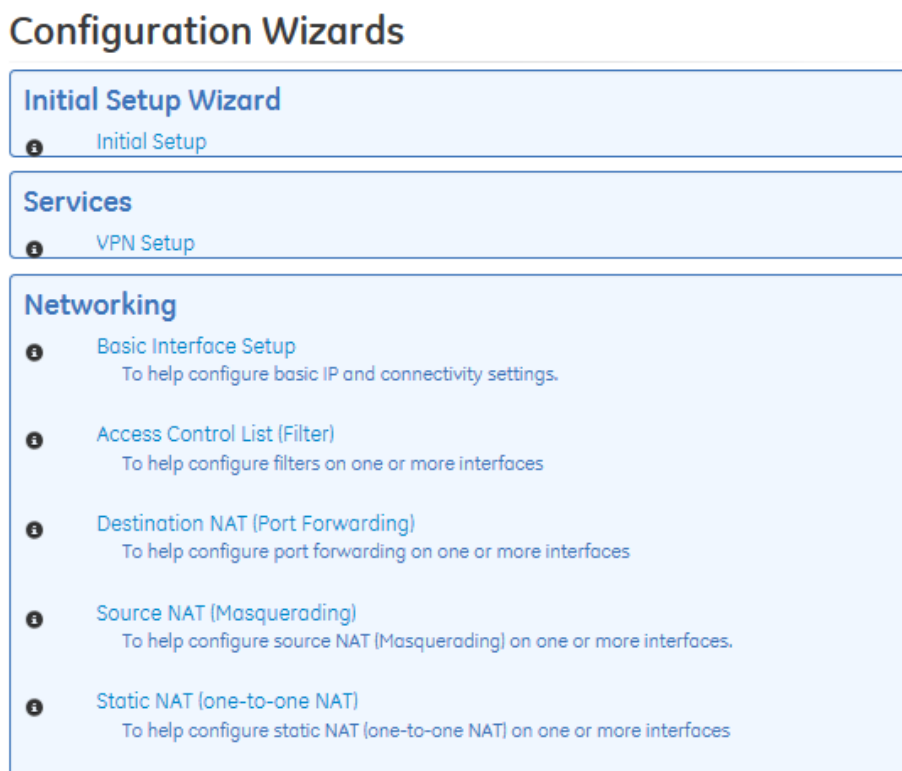 Configuration Wizards
Initial Setup Wizard
Initial Setup
Services
VPN Setup
Networking
Basic Interface Setup
To help configure basic IP and connectivity settings.
Access Control List (Filter)
To help configure filters on one or more interfaces
Destination NAT (Port Forwarding)
To help configure port forwarding on one or more interfaces
Source NAT (Masquerading)
To help configure source NAT (Masquerading) on one or more interfaces.
Static NAT (one-to-one NAT)
To help configure static NAT (one-to-one NAT) on one or more interfaces